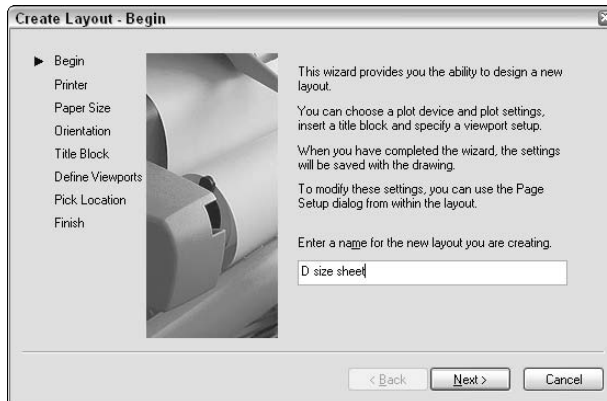 Create Layout - Begin
Begin
Printer
Paper Size
Orientation
Title Block
Define Viewports
Pick Location
Finish
This wizard provides you the ability to design a new
layout.
You can choose a plot device and plot settings,
insert a title block and specify a viewport setup.
When you have completed the wizard, the settings
will be saved with the drawing.
To modify these settings, you can use the Page
Setup dialog from within the layout.
Enter a name for the new layout you are creating.
D size sheet
< Back
Next >
Cancel